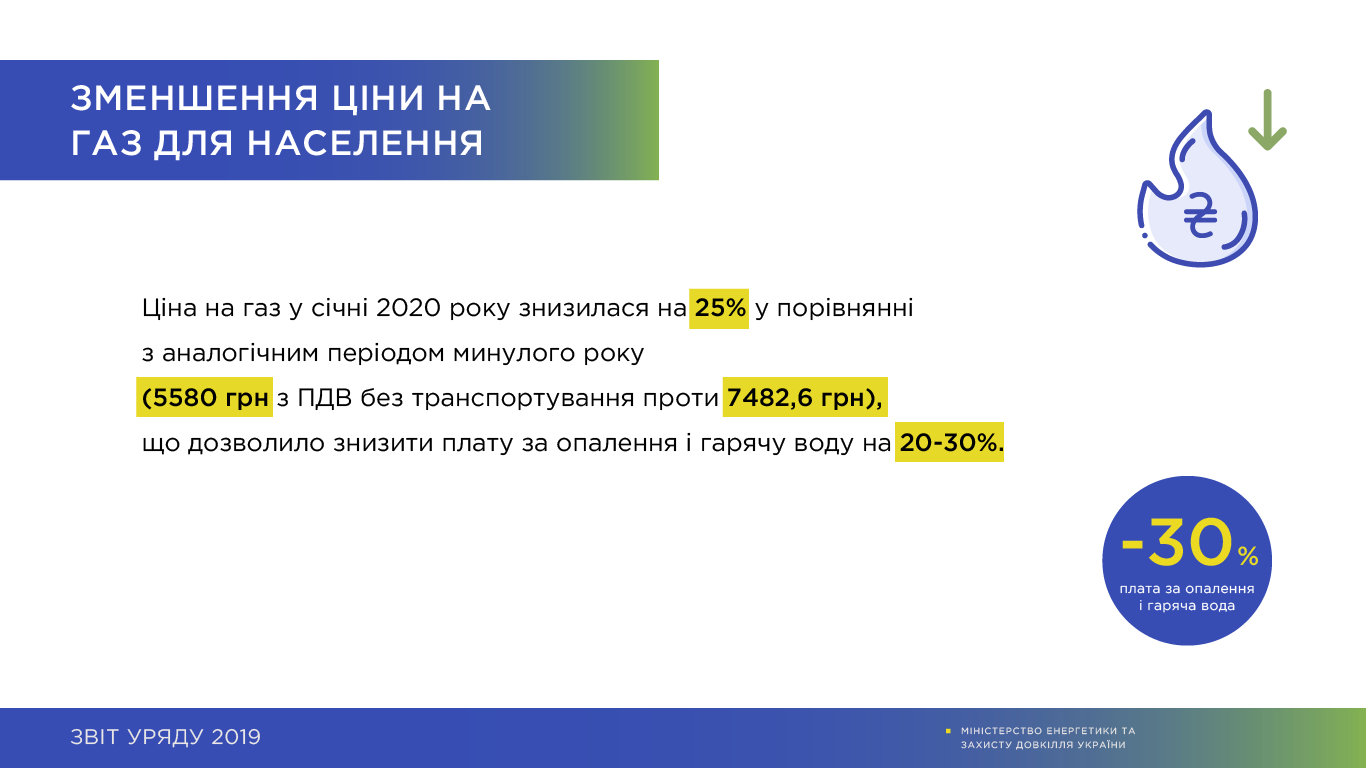 ЗМЕНШЕННЯ ЦІНИ НА
ГАЗ ДЛЯ НАСЕЛЕННЯ
₴
Ціна на газ у січні 2020 року знизилася на 25% у порівнянні
з аналогічним періодом минулого року
(5580 грн з ПДВ без транспортування проти 7482,6 грн),
що дозволило знизити плату за опалення і гарячу воду на 20-30%.
-30%
плата за опалення
і гаряча вода
ЗВІТ УРЯДУ 2019
МІНІСТЕРСТВО ЕНЕРГЕТИКИ ТА
ЗАХИСТУ ДОВКІЛЛЯ УКРАЇНИ